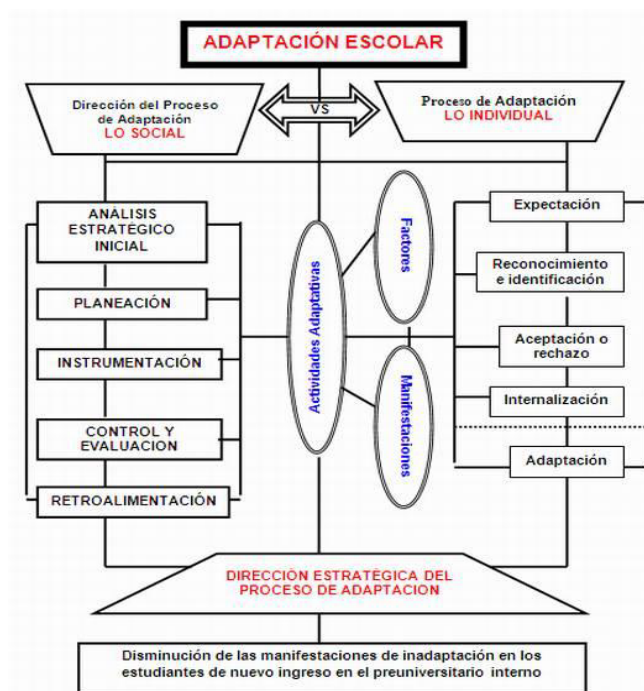 ADAPTACIÓN ESCOLAR
Dirección del Proceso
de Adaptación
LO SOCIAL
VS
Proceso de Adaptación
LO INDIVIDUAL
ANÁLISIS
ESTRATÉGICO
INICIAL
PLANEACIÓN
INSTRUMENTACIÓN
CONTROL Y
EVALUACION
RETROALIMENTACIÓN
Actividades Adaptativas
Factores
Manifestaciones
Expectación
Reconocimiento
e identificación
Aceptación o
rechazo
Internalización
Adaptación
DIRECCIÓN ESTRATÉGICA DEL
PROCESO DE ADAPTACION
Disminución de las manifestaciones de inadaptación en los
estudiantes de nuevo ingreso en el preuniversitario interno